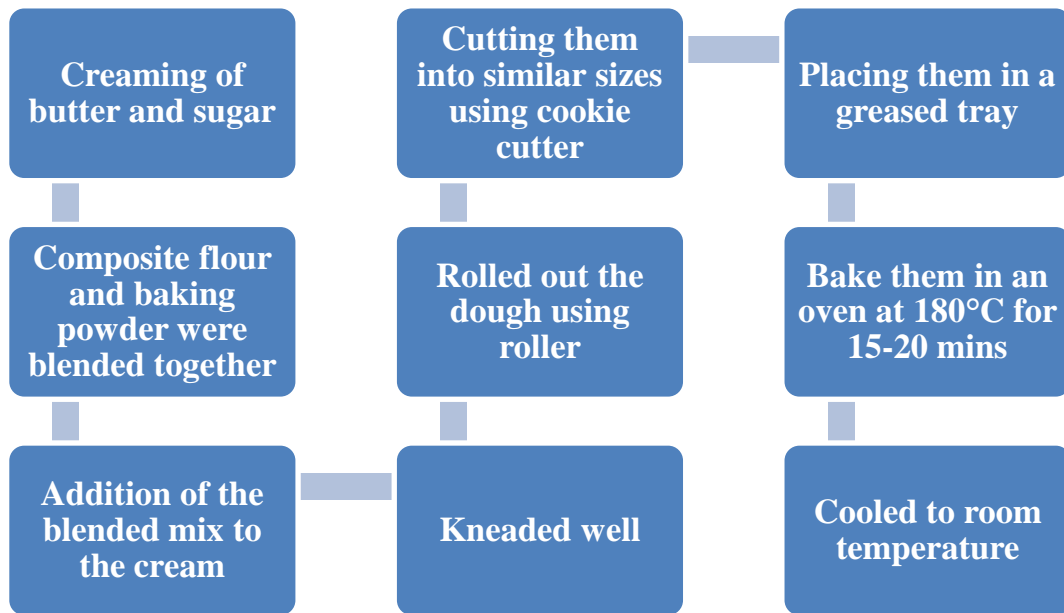 Creaming of
butter and sugar
Composite flour
and baking
powder were
blended together
Addition of the
blended mix to
the cream
Kneaded well
Rolled out the
dough using
roller
Cutting them
into similar sizes
using cookie
cutter
Placing them in a
greased tray
Bake them in an
oven at 180°C for
15-20 mins
Cooled to room
temperature